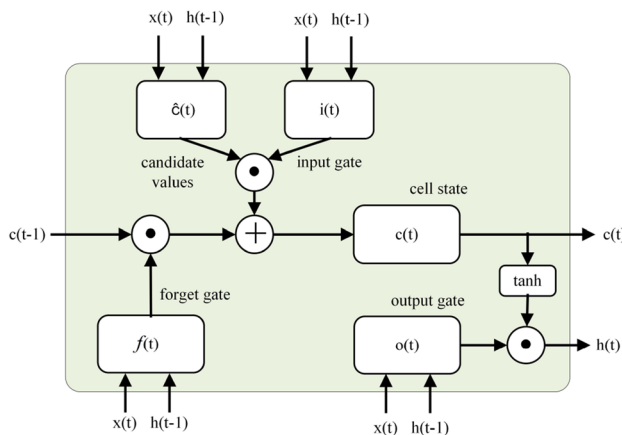 x(t) h(t-1) x(t) h(t-1)
ĉ(t) i(t)
candidate
values
input gate
cell state
c(t-1) c(t) c(t
tanh
forget gate
output gate
f(t) o(t) h(t)
x(t) h(t-1) x(t) h(t-1)